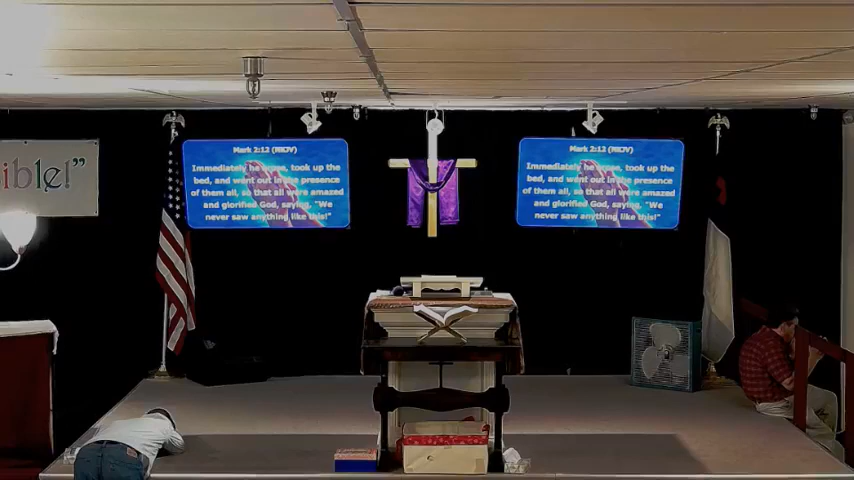 ible!”
Mark 2:12 (NKJV)
Immediately he arose, took up the
bed, and went out in the presence
of them all, so that all were amazed
and glorified God, saying, "We
never saw anything like this!"
Mark 2:12 (NKJV)
Immediately he arose, took up the
bed, and went out in the presence
of them all, so that all were amazed
and glorified God, saying, "We
never saw anything like this!"